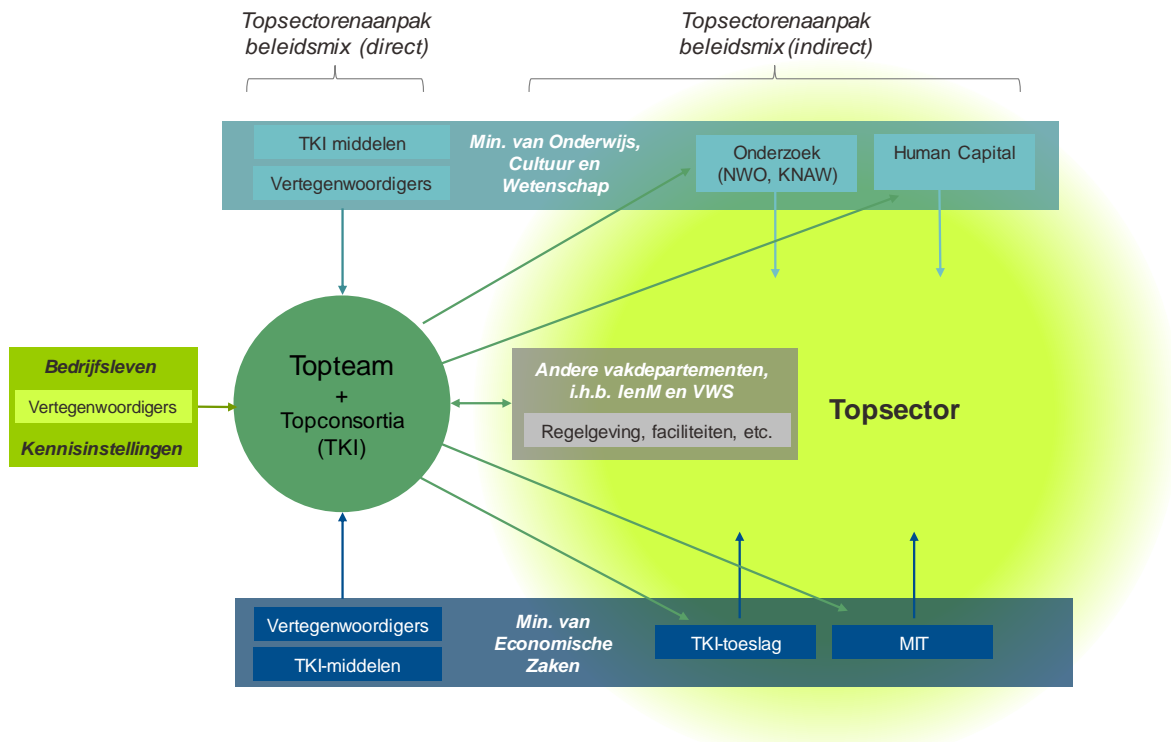 Topsectorenaanpak
beleidsmix (direct)
Topsectorenaanpak
beleidsmix (indirect)
TKI middelen
Vertegenwoordigers
Min. van Onderwijs,
Cultuur en
Wetenschap
Onderzoek
(NWO, KNAW)
Human Capital
Bedrijfsleven
Vertegenwoordigers
Kennisinstellingen
Topteam
+
Topconsortia
(TKI)
Andere vakdepartementen,
i.h.b. IenM en VWS
Regelgeving, faciliteiten, etc.
Topsector
Vertegenwoordigers
TKI-middelen
Min. van
Economische
Zaken
TKI-toeslag
MIT